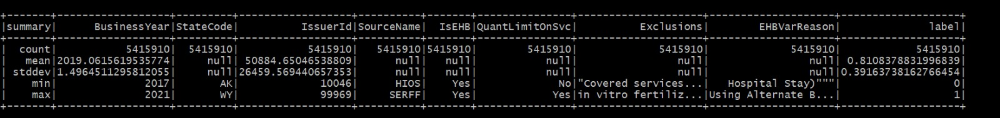 +-------+------------------+---------+------------------+----------+-------+---------------+--------------------+--------------------+-------------------+
|summary|      BusinessYear|StateCode|          IssuerId|SourceName|  IsEHB|QuantLimitOnSvc|          Exclusions|        EHBVarReason|              label|
+-------+------------------+---------+------------------+----------+-------+---------------+--------------------+--------------------+-------------------+
|  count|           5415910|  5415910|           5415910|   5415910|5415910|        5415910|             5415910|             5415910|            5415910|
|   mean|2019.0615619535774|     null| 50884.65046538809|      null|   null|           null|                null|                null| 0.8108378831996839|
| stddev|1.4964511295812055|     null|26459.569440657353|      null|   null|           null|                null|                null|0.39163738162766454|
|    min|              2017|       AK|             10046|      HIOS|    Yes|             No|"Covered services...|   Hospital Stay)"""|                  0|
|    max|              2021|       WY|             99969|     SERFF|    Yes|            Yes|in vitro fertiliz...|Using Alternate B...|                  1|
+-------+------------------+---------+------------------+----------+-------+---------------+--------------------+--------------------+-------------------+